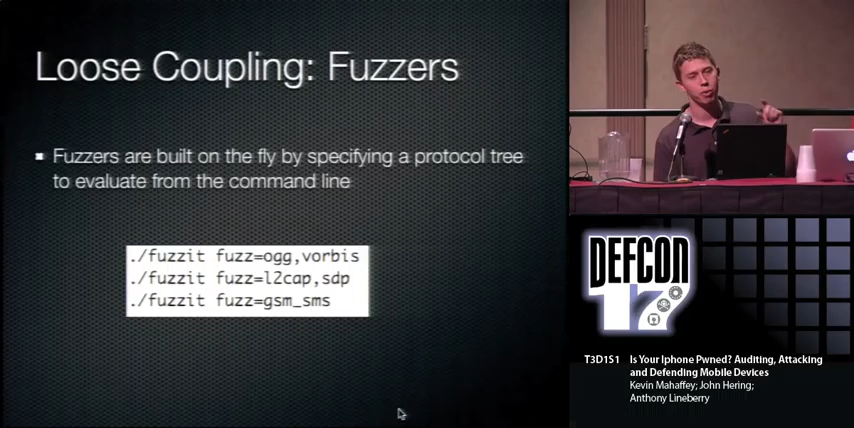 Loose Coupling: Fuzzers
Fuzzers are built on the fly by specifying a protocol tree
to evaluate from the command line
./fuzzit fuzz=ogg,vorbis
./fuzzit fuzz=l2cap,sdp
./fuzzit fuzz=gsm_sms
DEFCON
17
T3D1S1 Is Your Iphone Pwned? Auditing, Attacking
and Defending Mobile Devices
Kevin Mahaffey; John Hering;
Anthony Lineberry